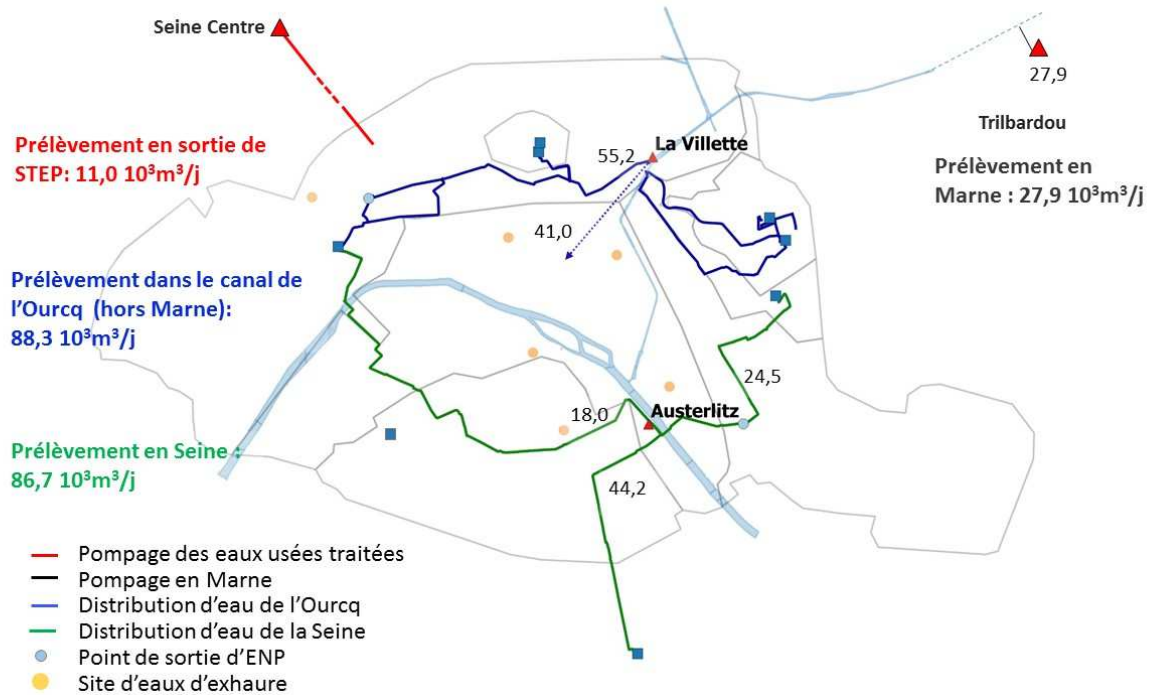 Seine Centre
27,9
Trilbardou
Prélèvement en
Marne : 27,9 10³m³/j
Prélèvement en sortie de
STEP: 11,0 10³m³/j
La Villette
55,2
41,0
Prélèvement dans le canal de
l'Ourcq (hors Marne):
88,3 10³m³/j
24,5
18,0
Austerlitz
Prélèvement en Seine :
86,7 10³m³/j
44,2
Pompage des eaux usées traitées
Pompage en Marne
Distribution d'eau de l'Ourcq
Distribution d'eau de la Seine
Point de sortie d'ENP
Site d'eaux d'exhaure